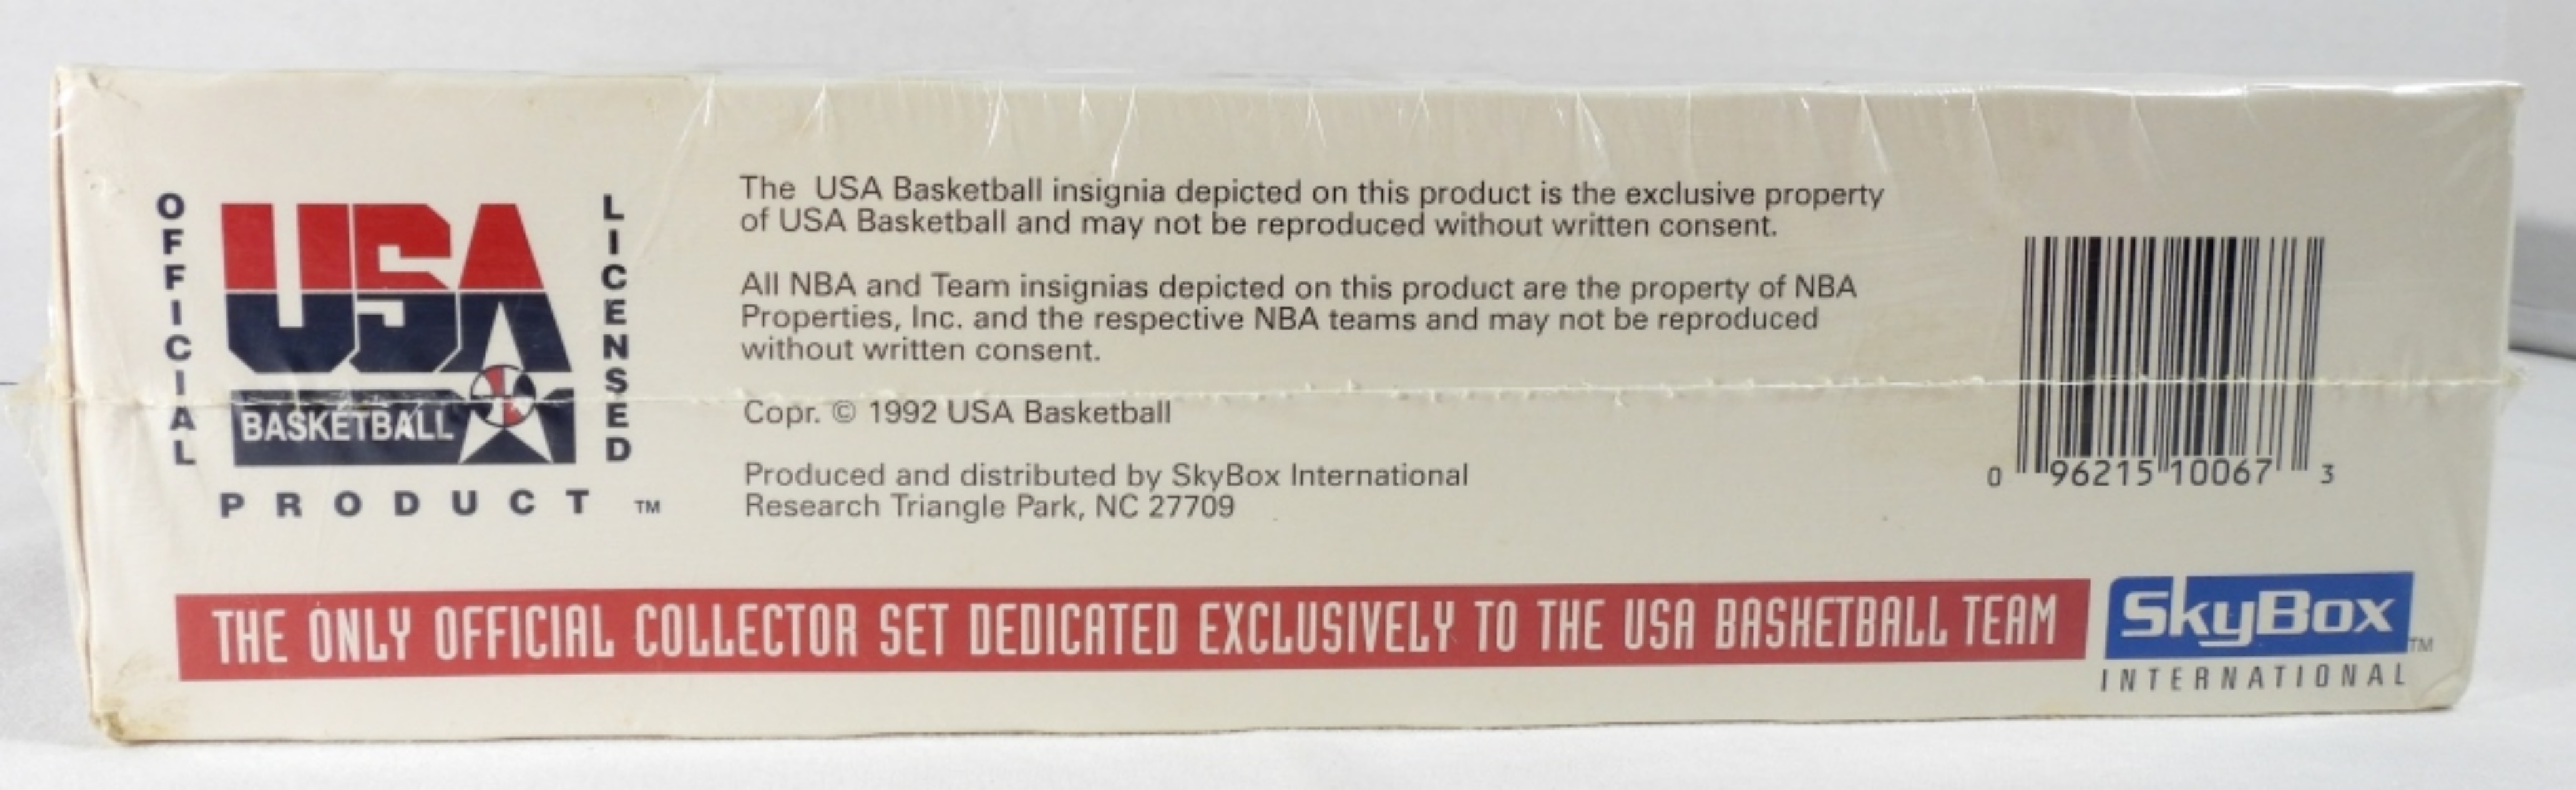 OFFICIAL
USA
BASKETBALL
LICENSED
PRODUCT ™
The USA Basketball insignia depicted on this product is the exclusive property
of USA Basketball and may not be reproduced without written consent.
All NBA and Team insignias depicted on this product are the property of NBA
Properties, Inc. and the respective NBA teams and may not be reproduced
without written consent.
Copr. © 1992 USA Basketball
Produced and distributed by SkyBox International
Research Triangle Park, NC 27709
0 96215 10067 3
THE ONLY OFFICIAL COLLECTOR SET DEDICATED EXCLUSIVELY TO THE USA BASKETBALL TEAM
SkyBox ™
INTERNATIONAL